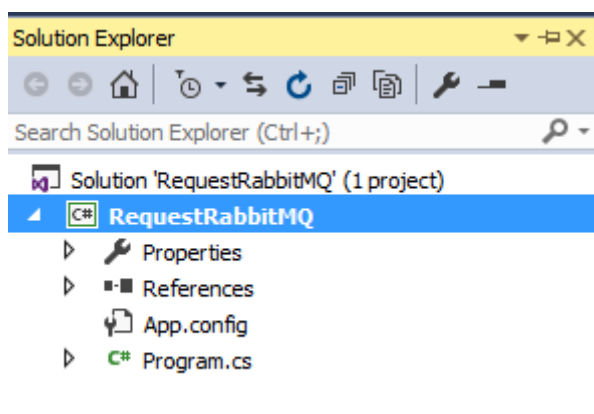 Solution Explorer
Search Solution Explorer (Ctrl+;)
Solution 'RequestRabbitMQ' (1 project)
C# RequestRabbitMQ
Properties
References
App.config
C# Program.cs